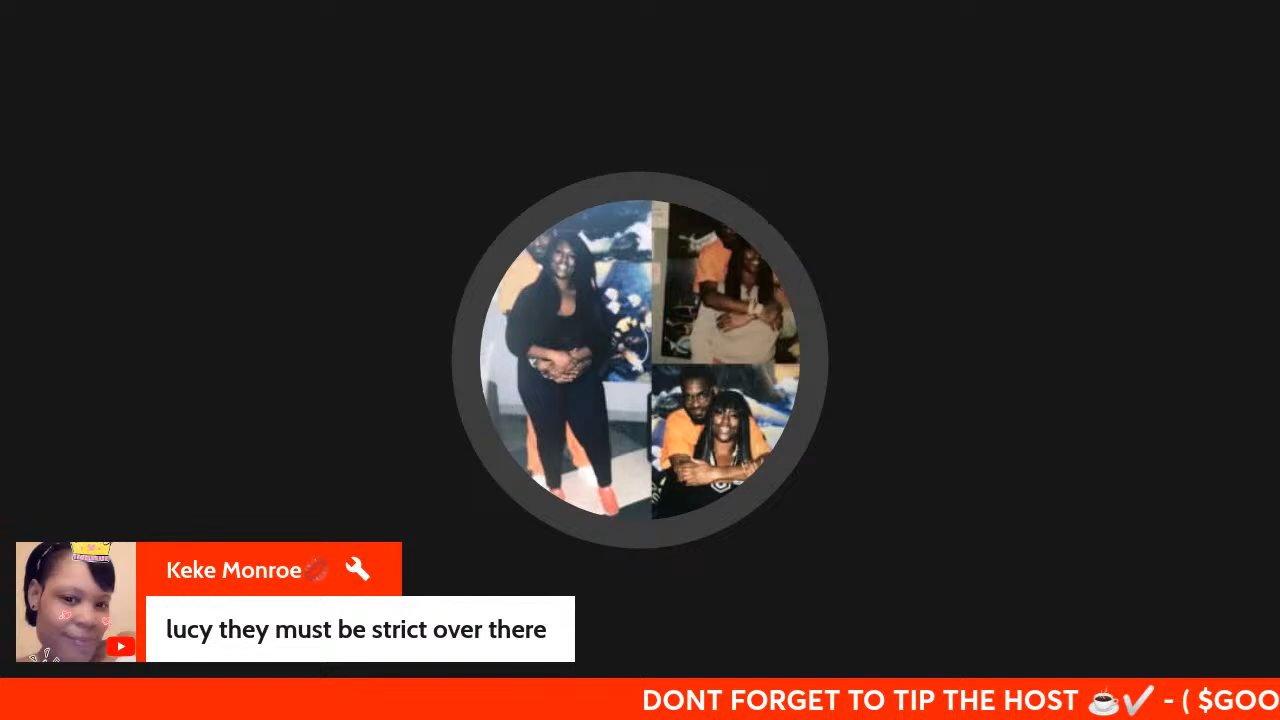 Keke Monroe💋
lucy they must be strict over there
DONT FORGET TO TIP THE HOST ☕✔️ - ( $GOO